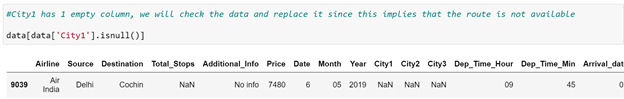 #City1 has 1 empty column, we will check the data and replace it since this implies that the route is not available
data[data['City1'].isnull()]
Airline Source Destination Total_Stops Additional_Info Price Date Month Year City1 City2 City3 Dep_Time_Hour Dep_Time_Min Arrival_dat
9039 Air India Delhi Cochin NaN No info 7480 6 05 2019 NaN NaN NaN 09 45 0